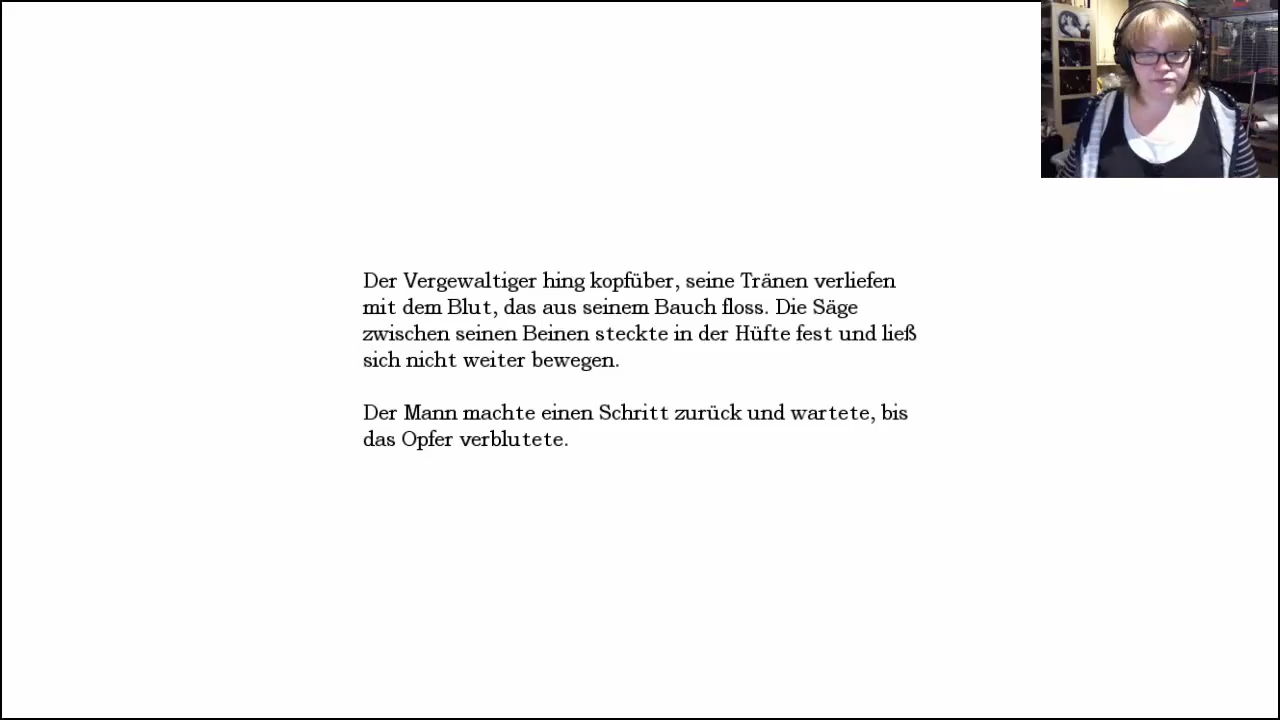 Der Vergewaltiger hing kopfüber, seine Tränen verliefen
mit dem Blut, das aus seinem Bauch floss. Die Säge
zwischen seinen Beinen steckte in der Hüfte fest und ließ
sich nicht weiter bewegen.
Der Mann machte einen Schritt zurück und wartete, bis
das Opfer verblutete.